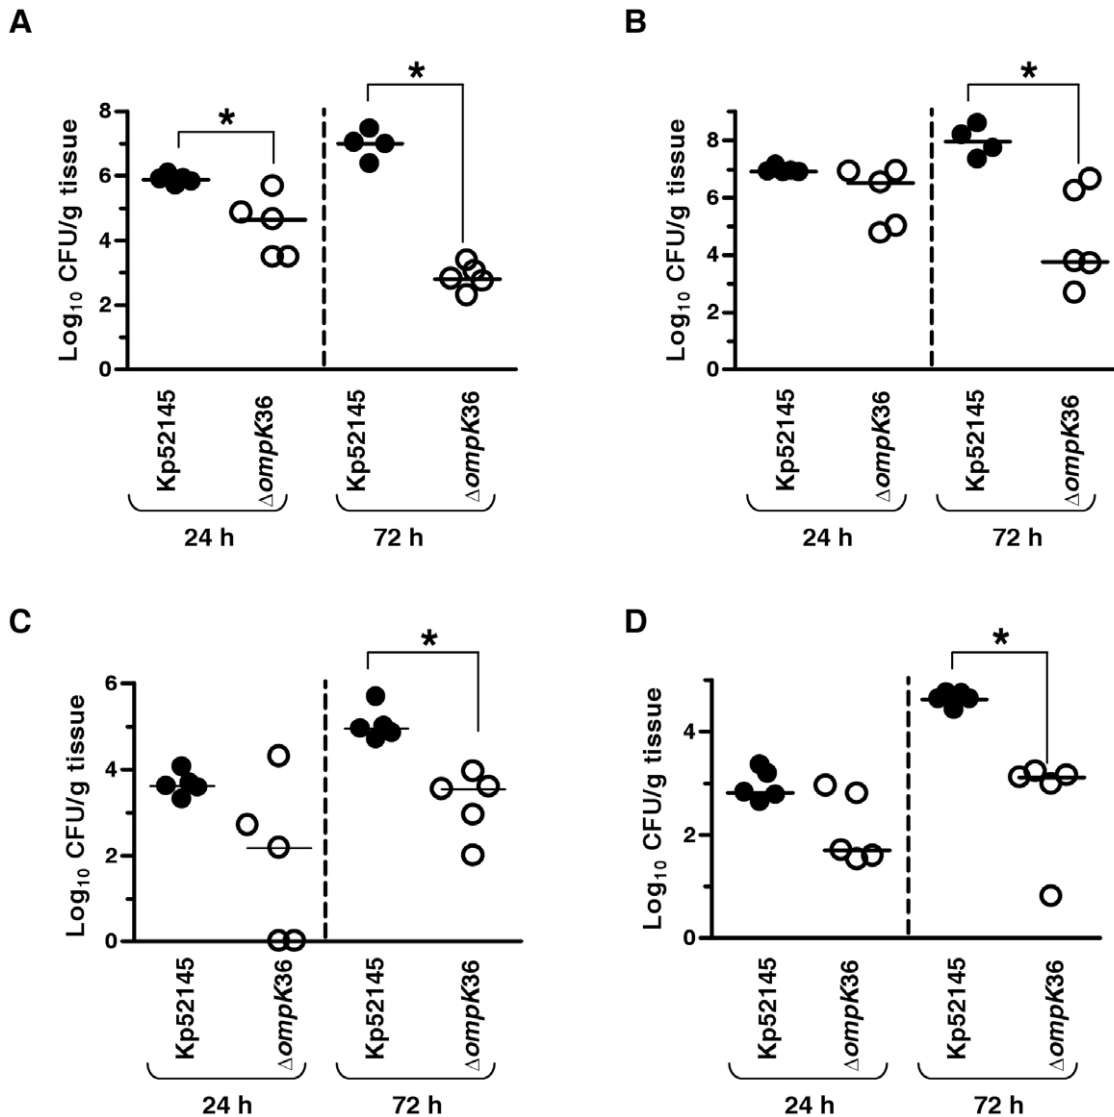 A
B
*
*
*
8
6
4
2
0
Log₁₀ CFU/g tissue
Kp52145
ΔompK36
Kp52145
ΔompK36
24 h
72 h
8
6
4
2
0
Log₁₀ CFU/g tissue
Kp52145
ΔompK36
Kp52145
ΔompK36
24 h
72 h
C
D
*
*
6
4
2
0
Log₁₀ CFU/g tissue
Kp52145
ΔompK36
Kp52145
ΔompK36
24 h
72 h
4
2
0
Log₁₀ CFU/g tissue
Kp52145
ΔompK36
Kp52145
ΔompK36
24 h
72 h